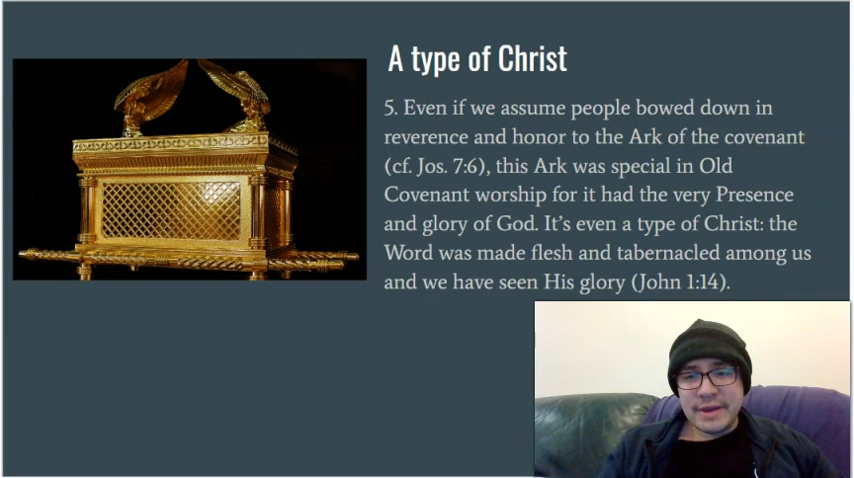 A type of Christ
5. Even if we assume people bowed down in
reverence and honor to the Ark of the covenant
(cf. Jos. 7:6), this Ark was special in Old
Covenant worship for it had the very Presence
and glory of God. It’s even a type of Christ: the
Word was made flesh and tabernacled among us
and we have seen His glory (John 1:14).